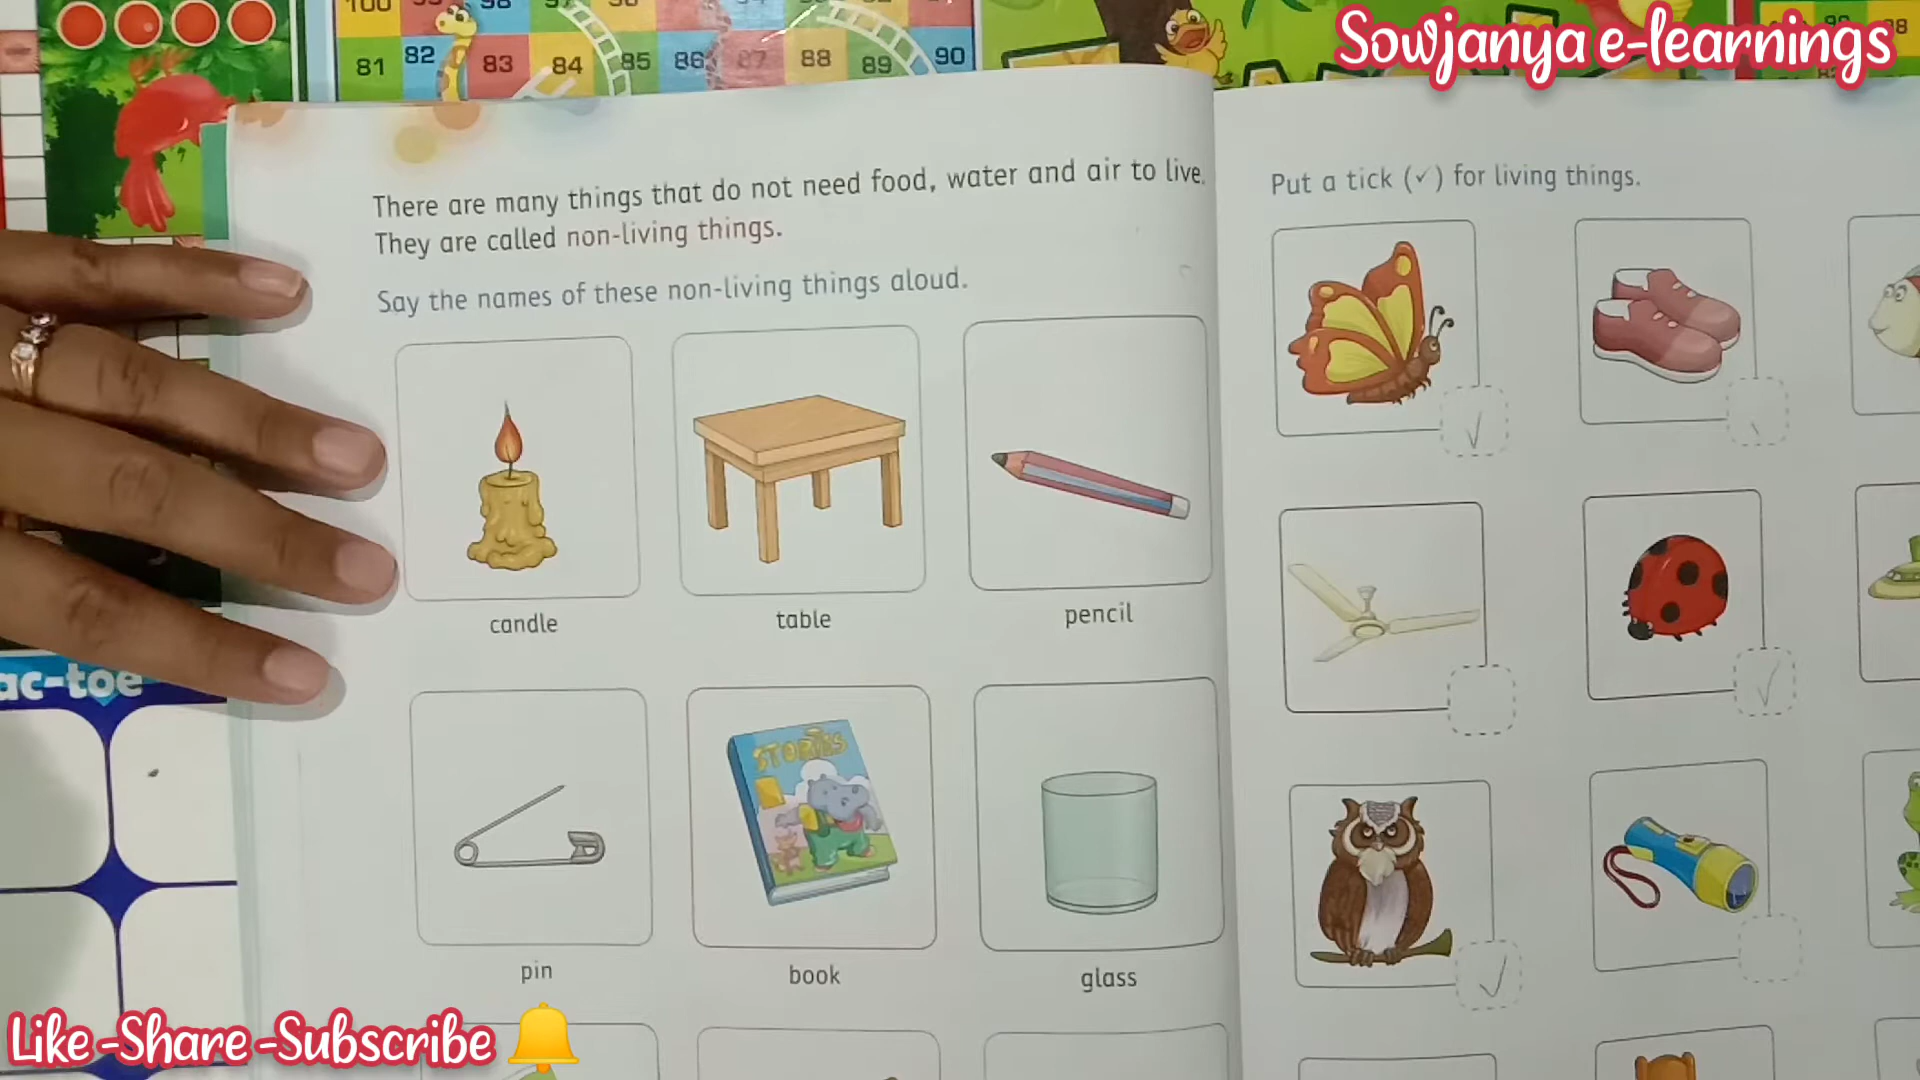 Sowjanya e-learnings
81 82 83 84 85 86 87 88 89 90
There are many things that do not need food, water and air to live.
They are called non-living things.
Say the names of these non-living things aloud.
candle
table
pencil
STORIES
pin
book
glass
Put a tick (✓) for living things.
ac-toe
Like -Share -Subscribe